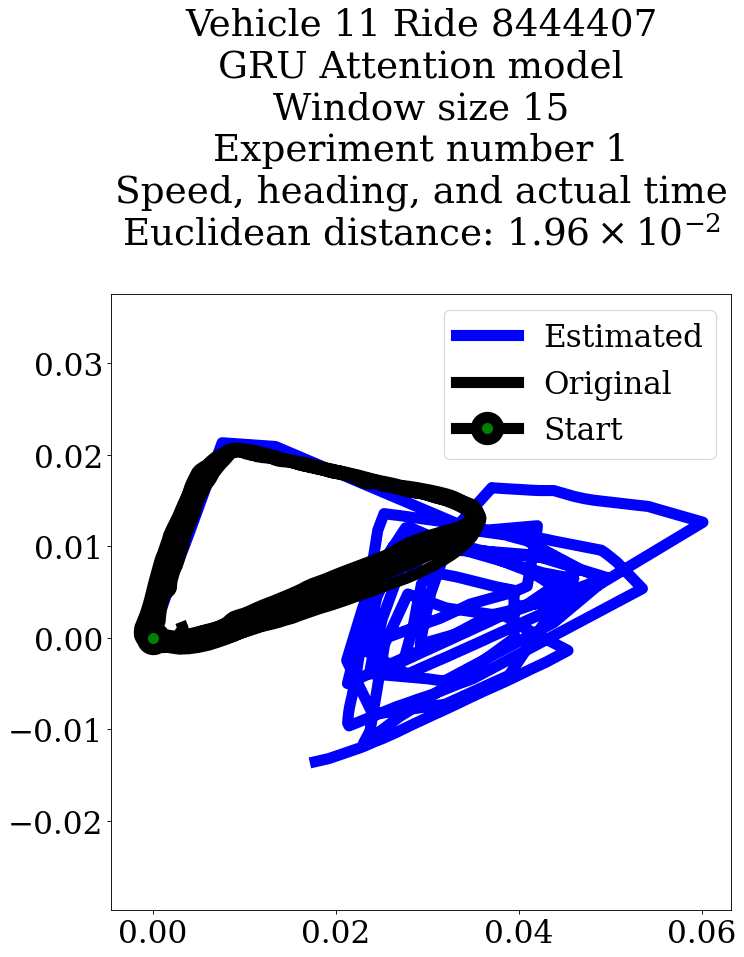 Vehicle 11 Ride 8444407
GRU Attention model
Window size 15
Experiment number 1
Speed, heading, and actual time
Euclidean distance: 1.96 × 10⁻²
Estimated
Original
Start
0.03
0.02
0.01
0.00
−0.01
−0.02
0.00 0.02 0.04 0.06